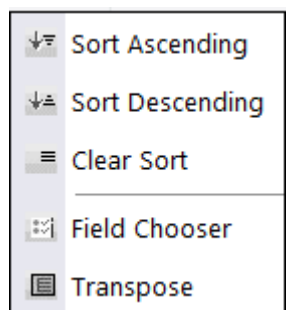 Sort Ascending
Sort Descending
Clear Sort
Field Chooser
Transpose